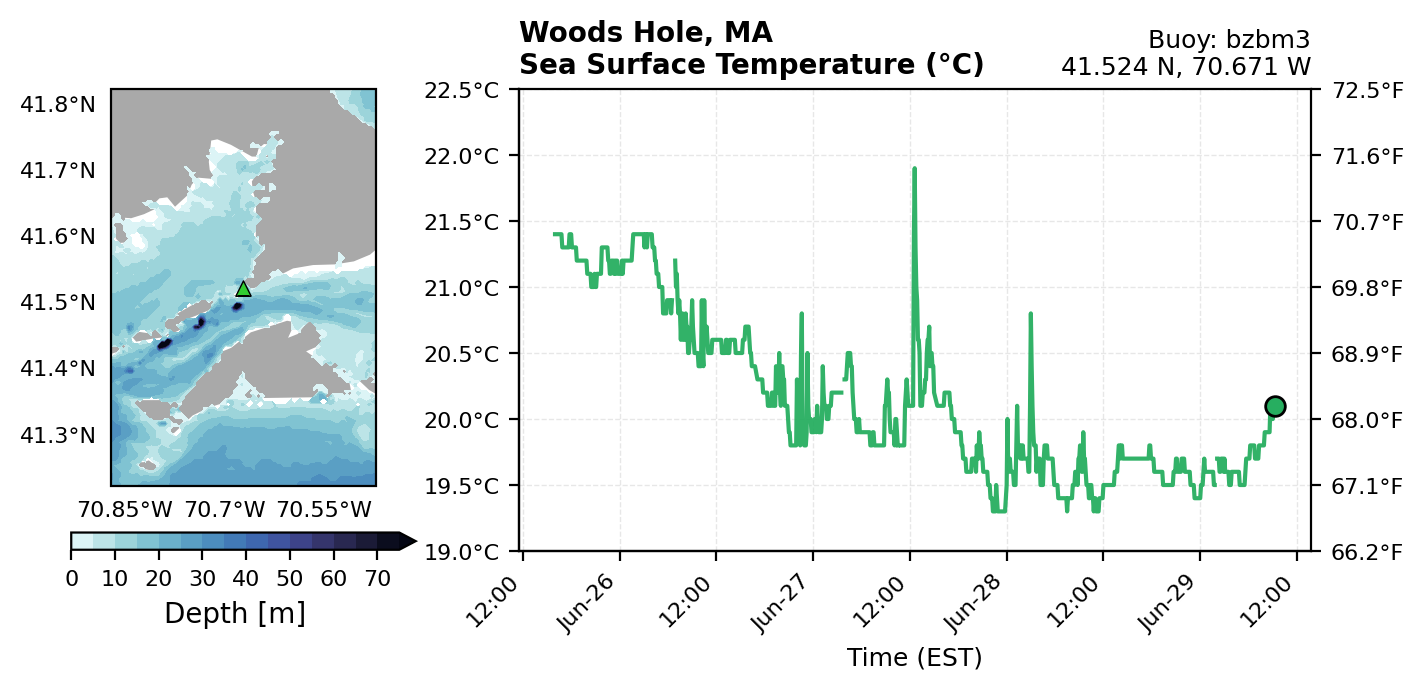 Woods Hole, MA
Sea Surface Temperature (°C)
Buoy: bzbm3
41.524 N, 70.671 W
41.8°N
41.7°N
41.6°N
41.5°N
41.4°N
41.3°N
70.85°W 70.7°W 70.55°W
0 10 20 30 40 50 60 70
Depth [m]
22.5°C
22.0°C
21.5°C
21.0°C
20.5°C
20.0°C
19.5°C
19.0°C
72.5°F
71.6°F
70.7°F
69.8°F
68.9°F
68.0°F
67.1°F
66.2°F
12:00 Jun-26 12:00 Jun-27 12:00 Jun-28 12:00 Jun-29 12:00
Time (EST)